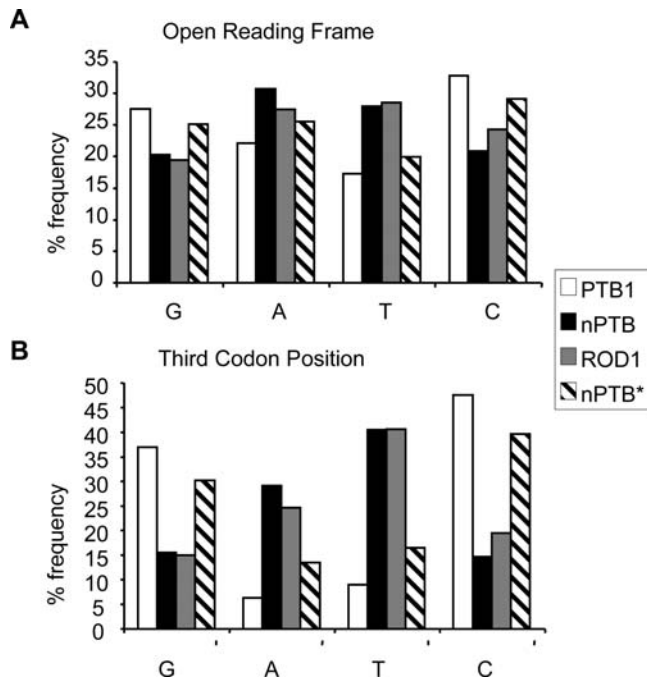 A
Open Reading Frame
% frequency
35
30
25
20
15
10
5
0
G A T C
PTB1
nPTB
ROD1
nPTB*
B
Third Codon Position
% frequency
50
45
40
35
30
25
20
15
10
5
0
G A T C